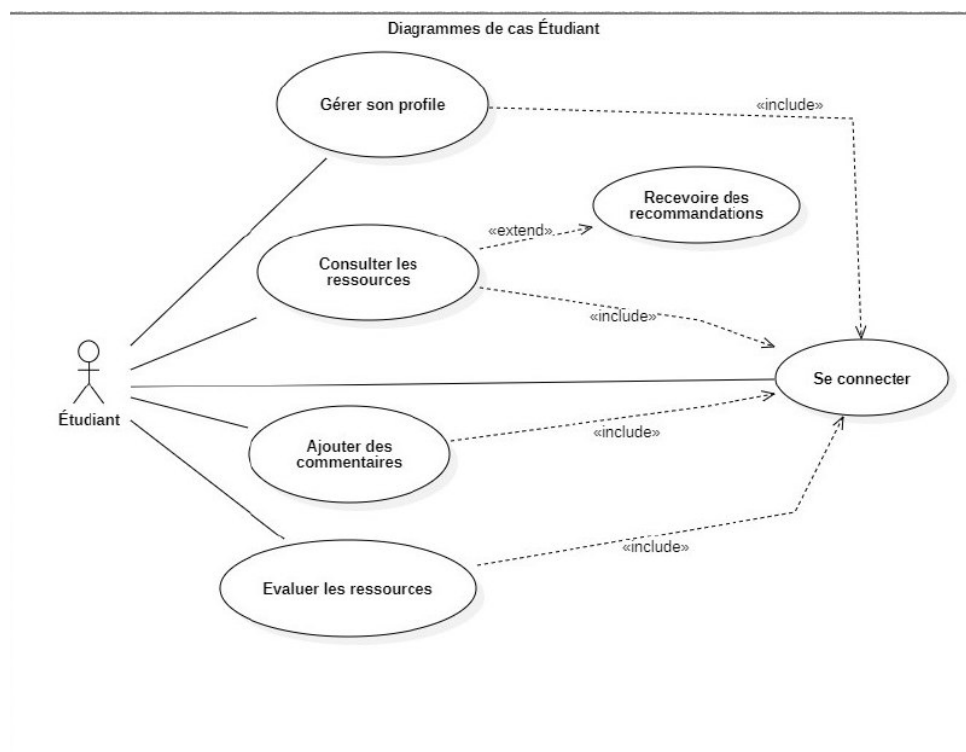 Diagrammes de cas Étudiant
Gérer son profile
«include»
Recevoire des
recommandations
«extend»
Consulter les
ressources
«include»
Se connecter
Étudiant
Ajouter des
commentaires
«include»
«include»
Evaluer les ressources